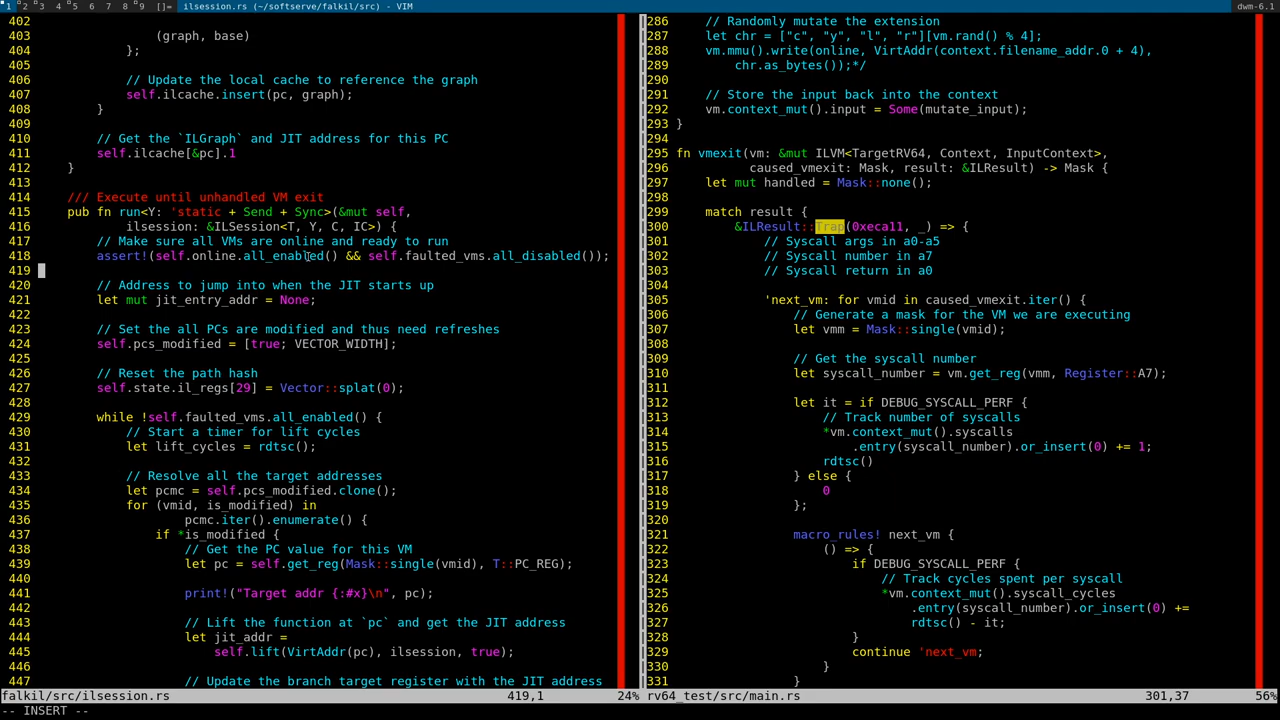 1 2 3 4 5 6 7 8 9 []= ilsession.rs (~/softserve/falkil/src) - VIM dwm-6.1
402
403                 (graph, base)
404             };
405
406             // Update the local cache to reference the graph
407             self.ilcache.insert(pc, graph);
408         }
409
410         // Get the `ILGraph` and JIT address for this PC
411         self.ilcache[&pc].1
412     }
413
414     /// Execute until unhandled VM exit
415     pub fn run<Y: 'static + Send + Sync>(&mut self,
416             ilsession: &ILSession<T, Y, C, IC>) {
417         // Make sure all VMs are online and ready to run
418         assert!(self.online.all_enabled() && self.faulted_vms.all_disabled());
419
420         // Address to jump into when the JIT starts up
421         let mut jit_entry_addr = None;
422
423         // Set the all PCs are modified and thus need refreshes
424         self.pcs_modified = [true; VECTOR_WIDTH];
425
426         // Reset the path hash
427         self.state.il_regs[29] = Vector::splat(0);
428
429         while !self.faulted_vms.all_enabled() {
430             // Start a timer for lift cycles
431             let lift_cycles = rdtsc();
432
433             // Resolve all the target addresses
434             let pcmc = self.pcs_modified.clone();
435             for (vmid, is_modified) in
436                     pcmc.iter().enumerate() {
437                 if *is_modified {
438                     // Get the PC value for this VM
439                     let pc = self.get_reg(Mask::single(vmid), T::PC_REG);
440
441                     print!("Target addr {:#x}\n", pc);
442
443                     // Lift the function at `pc` and get the JIT address
444                     let jit_addr =
445                         self.lift(VirtAddr(pc), ilsession, true);
446
447                     // Update the branch target register with the JIT address
falkil/src/ilsession.rs 419,1 24%
286     // Randomly mutate the extension
287     let chr = ["c", "y", "l", "r"][vm.rand() % 4];
288     vm.mmu().write(online, VirtAddr(context.filename_addr.0 + 4),
289         chr.as_bytes());*/
290
291     // Store the input back into the context
292     vm.context_mut().input = Some(mutate_input);
293 }
294
295 fn vmexit(vm: &mut ILVM<TargetRV64, Context, InputContext>,
296           caused_vmexit: Mask, result: &ILResult) -> Mask {
297     let mut handled = Mask::none();
298
299     match result {
300         &ILResult::Trap(0xeca11, _) => {
301             // Syscall args in a0-a5
302             // Syscall number in a7
303             // Syscall return in a0
304
305             'next_vm: for vmid in caused_vmexit.iter() {
306                 // Generate a mask for the VM we are executing
307                 let vmm = Mask::single(vmid);
308
309                 // Get the syscall number
310                 let syscall_number = vm.get_reg(vmm, Register::A7);
311
312                 let it = if DEBUG_SYSCALL_PERF {
313                     // Track number of syscalls
314                     *vm.context_mut().syscalls
315                         .entry(syscall_number).or_insert(0) += 1;
316                     rdtsc()
317                 } else {
318                     0
319                 };
320
321                 macro_rules! next_vm {
322                     () => {
323                         if DEBUG_SYSCALL_PERF {
324                             // Track cycles spent per syscall
325                             *vm.context_mut().syscall_cycles
326                                 .entry(syscall_number).or_insert(0) +=
327                                 rdtsc() - it;
328                         }
329                         continue 'next_vm;
330                     }
331                 }
rv64_test/src/main.rs 301,37 56%
-- INSERT --